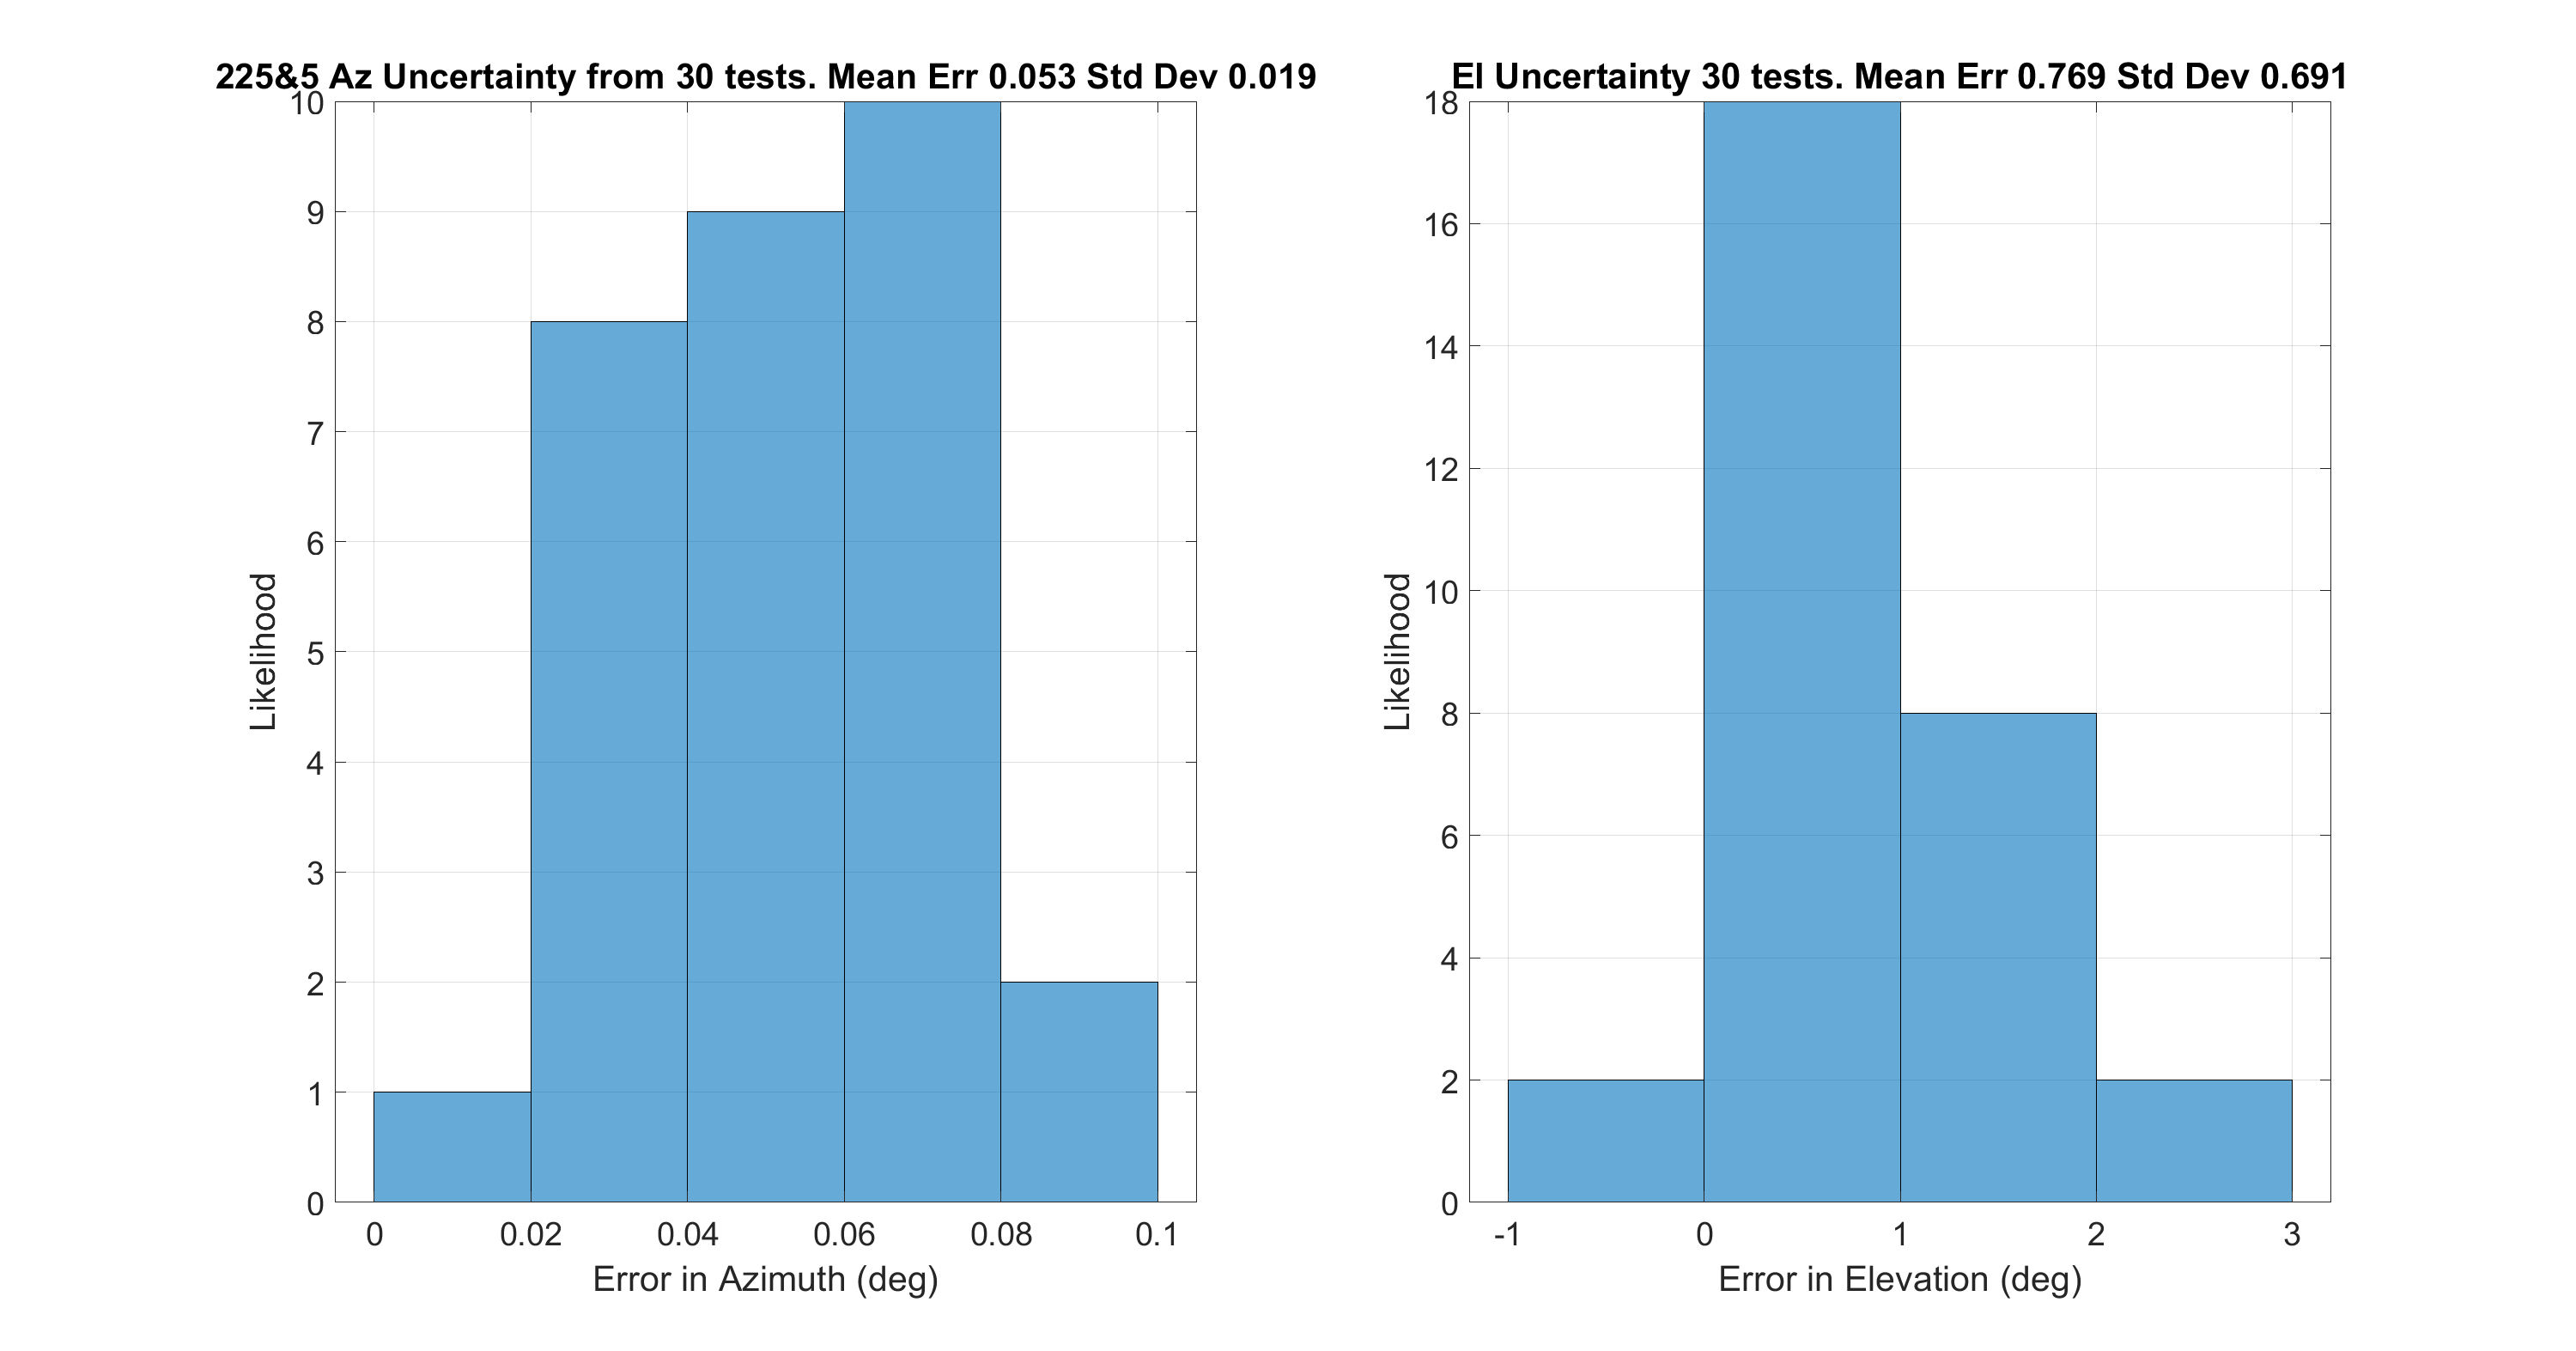 225&5 Az Uncertainty from 30 tests. Mean Err 0.053 Std Dev 0.019
10
9
8
7
6
5
4
3
2
1
0
Likelihood
0 0.02 0.04 0.06 0.08 0.1
Error in Azimuth (deg)
El Uncertainty 30 tests. Mean Err 0.769 Std Dev 0.691
18
16
14
12
10
8
6
4
2
0
Likelihood
-1 0 1 2 3
Error in Elevation (deg)